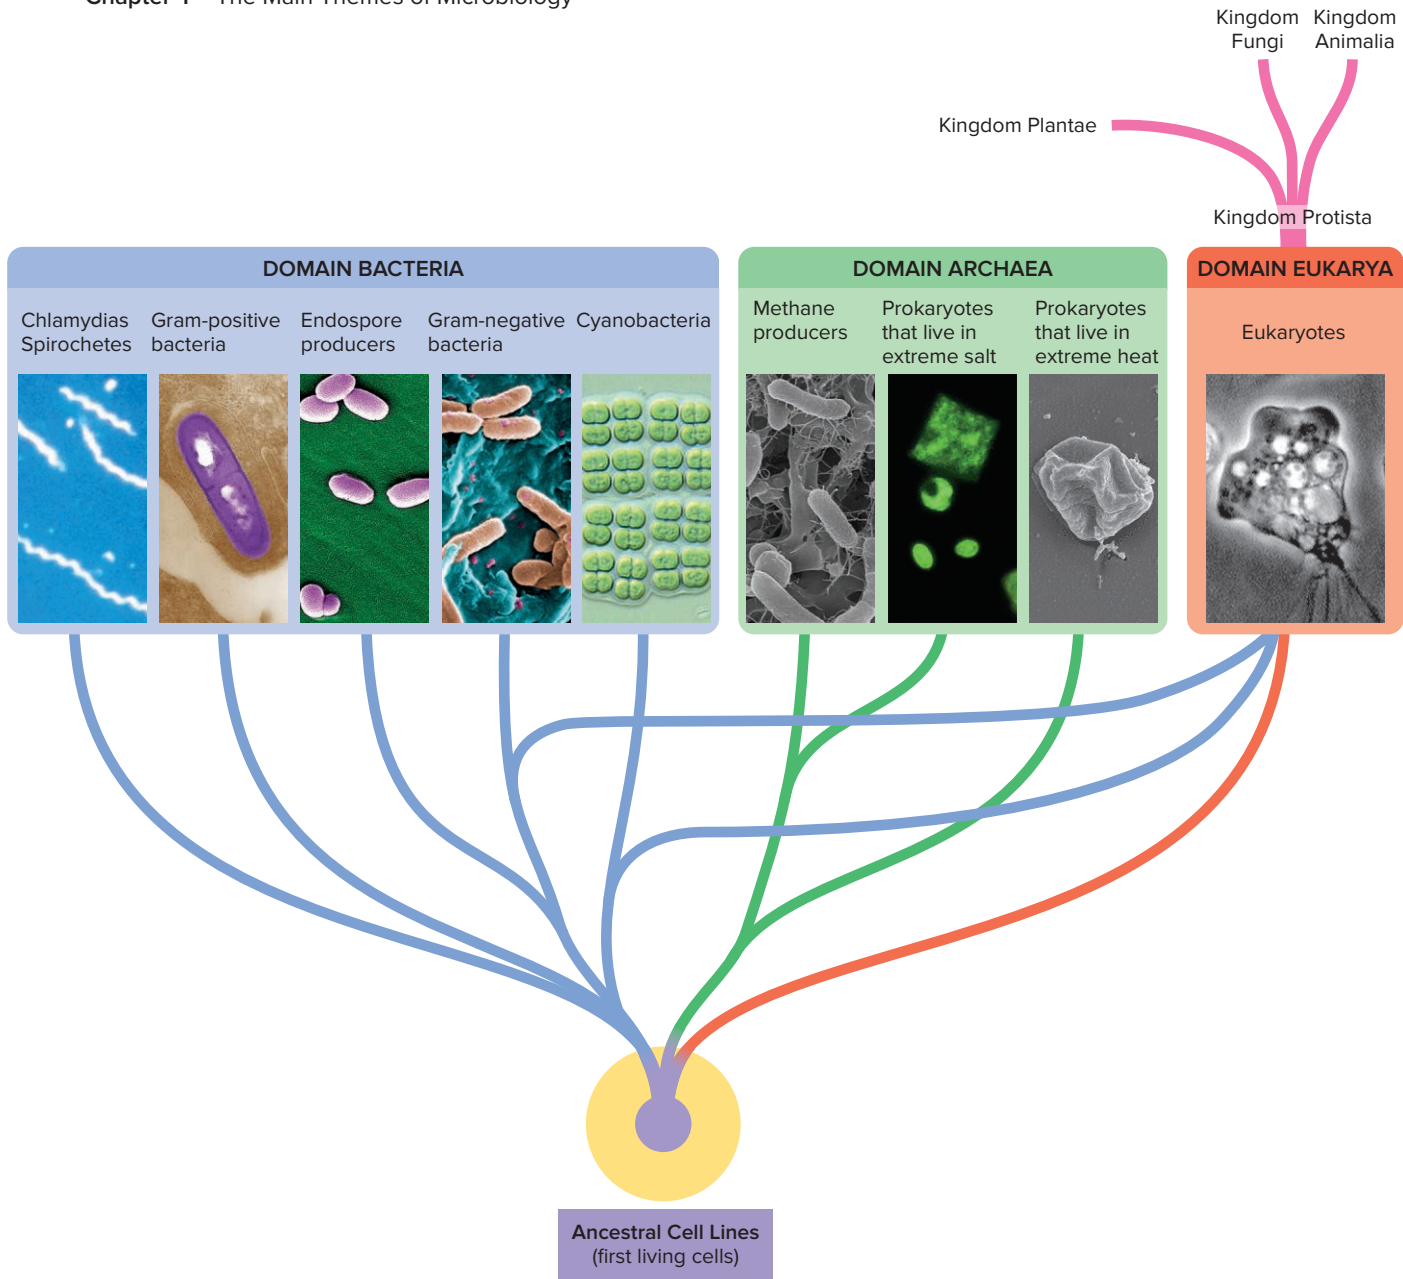 Chapter 1 The Main Themes of Microbiology
Kingdom
Fungi
Kingdom
Animalia
Kingdom Plantae
Kingdom Protista
DOMAIN BACTERIA
Chlamydias
Spirochetes
Gram-positive
bacteria
Endospore
producers
Gram-negative
bacteria
Cyanobacteria
DOMAIN ARCHAEA
Methane
producers
Prokaryotes
that live in
extreme salt
Prokaryotes
that live in
extreme heat
DOMAIN EUKARYA
Eukaryotes
Ancestral Cell Lines
(first living cells)